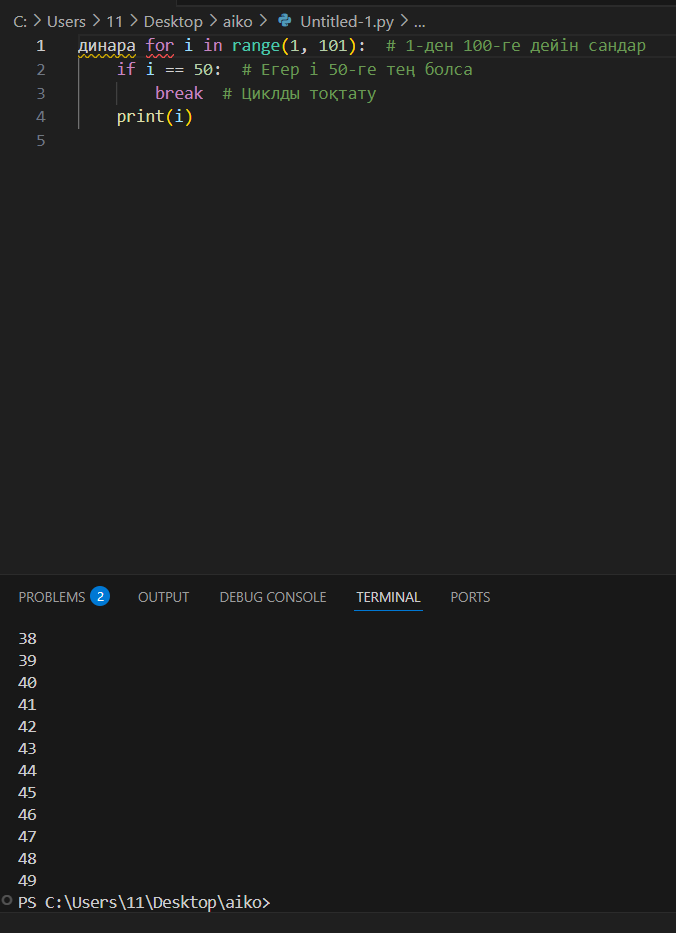 C: > Users > 11 > Desktop > aiko > Untitled-1.py > ...
1 динара for i in range(1, 101):  # 1-ден 100-ге дейін сандар
2     if i == 50:  # Егер i 50-ге тең болса
3         break  # Циклды тоқтату
4     print(i)
5
PROBLEMS 2 OUTPUT DEBUG CONSOLE TERMINAL PORTS
38
39
40
41
42
43
44
45
46
47
48
49
PS C:\Users\11\Desktop\aiko>